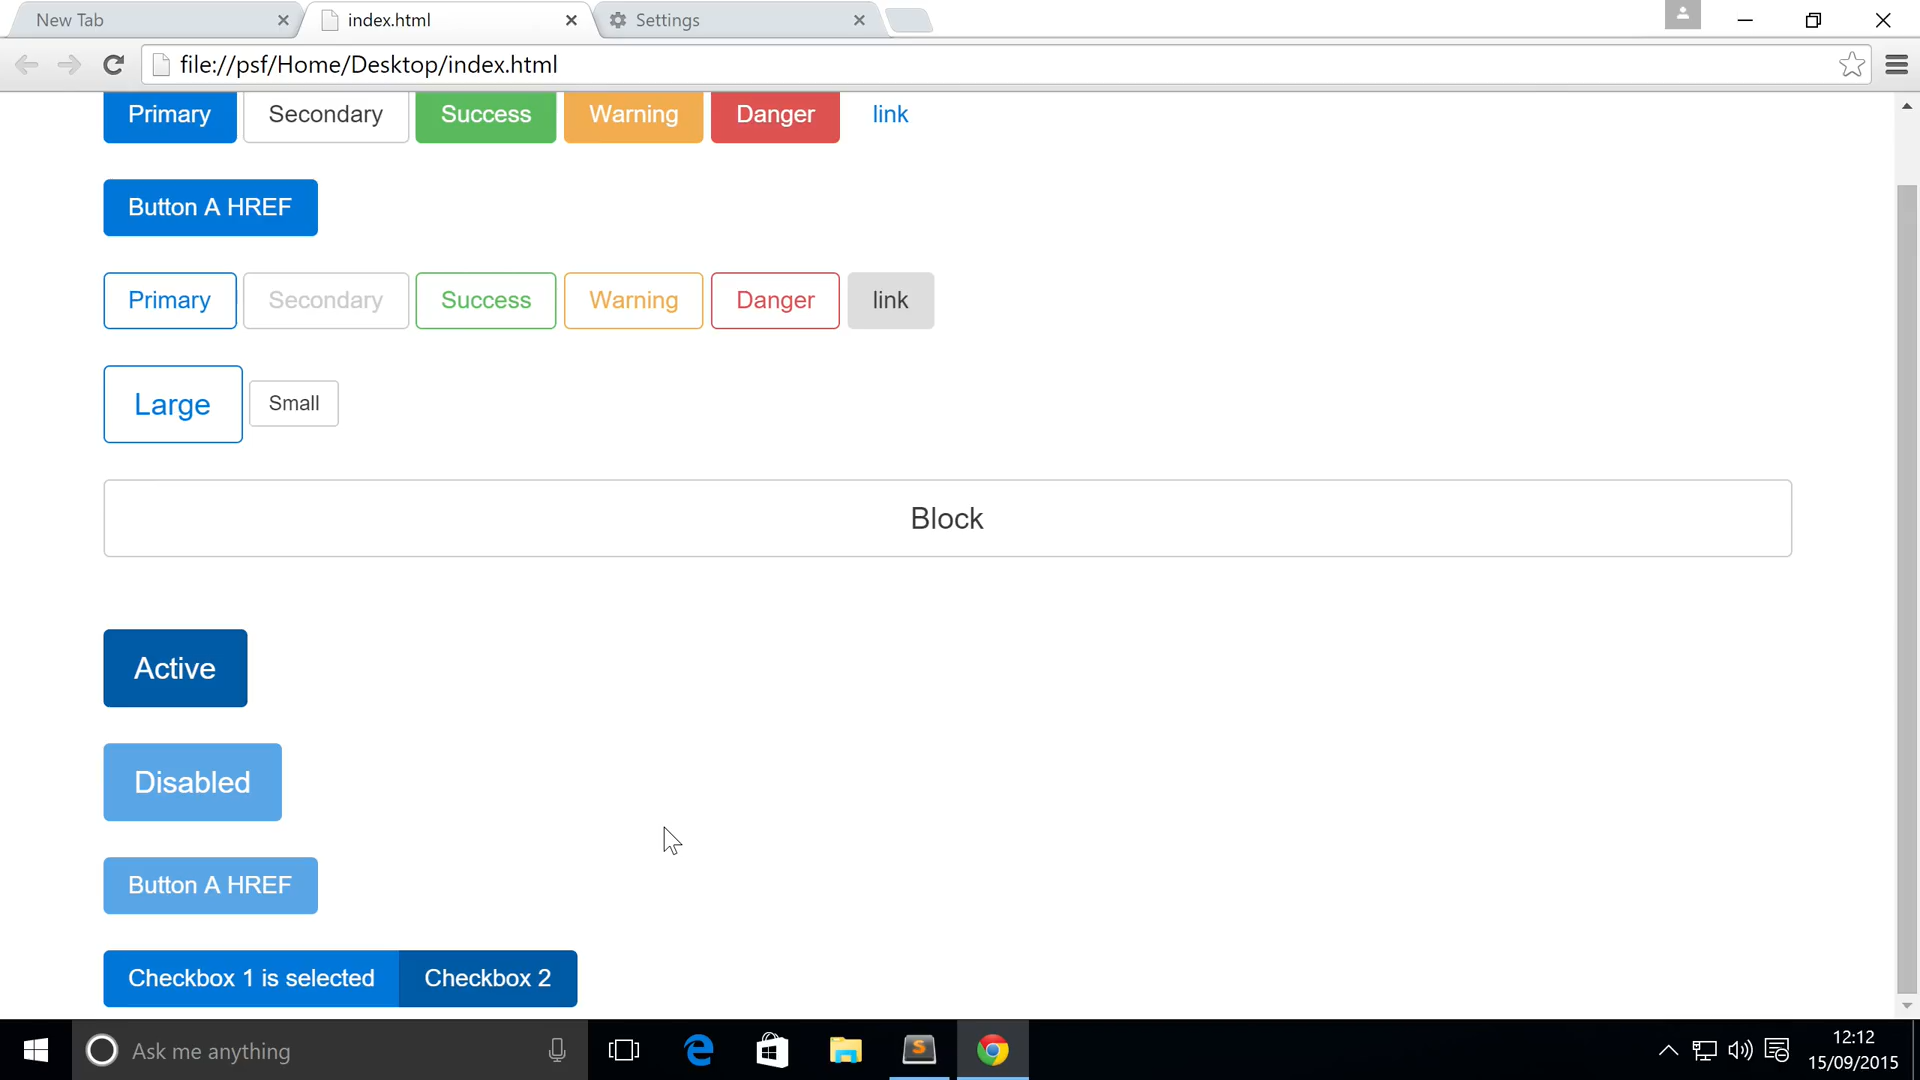 New Tab
index.html
Settings
file://psf/Home/Desktop/index.html
Primary Secondary Success Warning Danger link
Button A HREF
Primary Secondary Success Warning Danger link
Large Small
Block
Active
Disabled
Button A HREF
Checkbox 1 is selected Checkbox 2
Ask me anything
12:12
15/09/2015